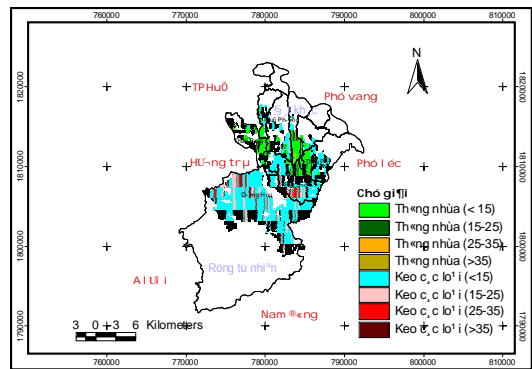 760000 770000 780000 790000 800000 810000
N
1820000 1820000
TPHuÕ
Phó vang
1810000 1810000
H­¬ng trµ
Phó léc
Chó gi¶i
Th«ng nhùa (< 15)
Th«ng nhùa (15-25)
Th«ng nhùa (25-35)
Th«ng nhùa (>35)
Keo c¸c lo¹i (<15)
Keo c¸c lo¹i (15-25)
Keo c¸c lo¹i (25-35)
Keo c¸c lo¹i (>35)
1800000 1800000
Rõng tù nhiªn
A l­íi
Nam ®«ng
3 0 3 6 Kilometers
1790000 1790000
760000 770000 780000 790000 800000 810000